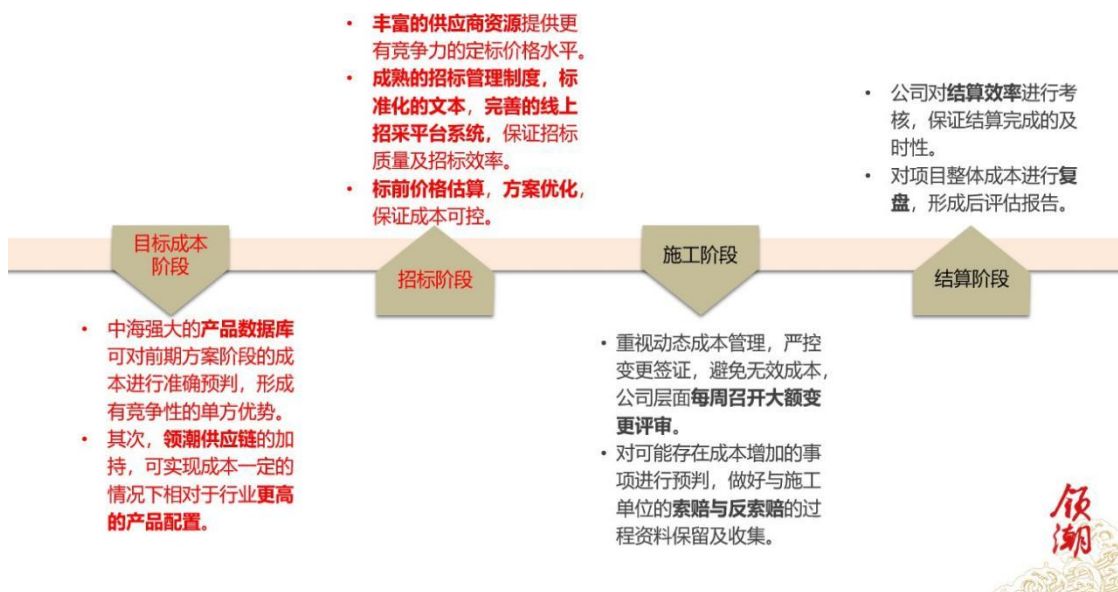 目标成本
阶段
• 中海强大的产品数据库
可对前期方案阶段的成
本进行准确预判，形成
有竞争性的单方优势。
• 其次，领潮供应链的加
持，可实现成本一定的
情况下相对于行业更高
的产品配置。
• 丰富的供应商资源提供更
有竞争力的定标价格水平。
• 成熟的招标管理制度，标
准化的文本，完善的线上
招采平台系统，保证招标
质量及招标效率。
• 标前价格估算，方案优化，
保证成本可控。
招标阶段
施工阶段
• 重视动态成本管理，严控
变更签证，避免无效成本，
公司层面每周召开大额变
更评审。
• 对可能存在成本增加的事
项进行预判，做好与施工
单位的索赔与反索赔的过
程资料保留及收集。
• 公司对结算效率进行考
核，保证结算完成的及
时性。
• 对项目整体成本进行复
盘，形成后评估报告。
结算阶段
领潮